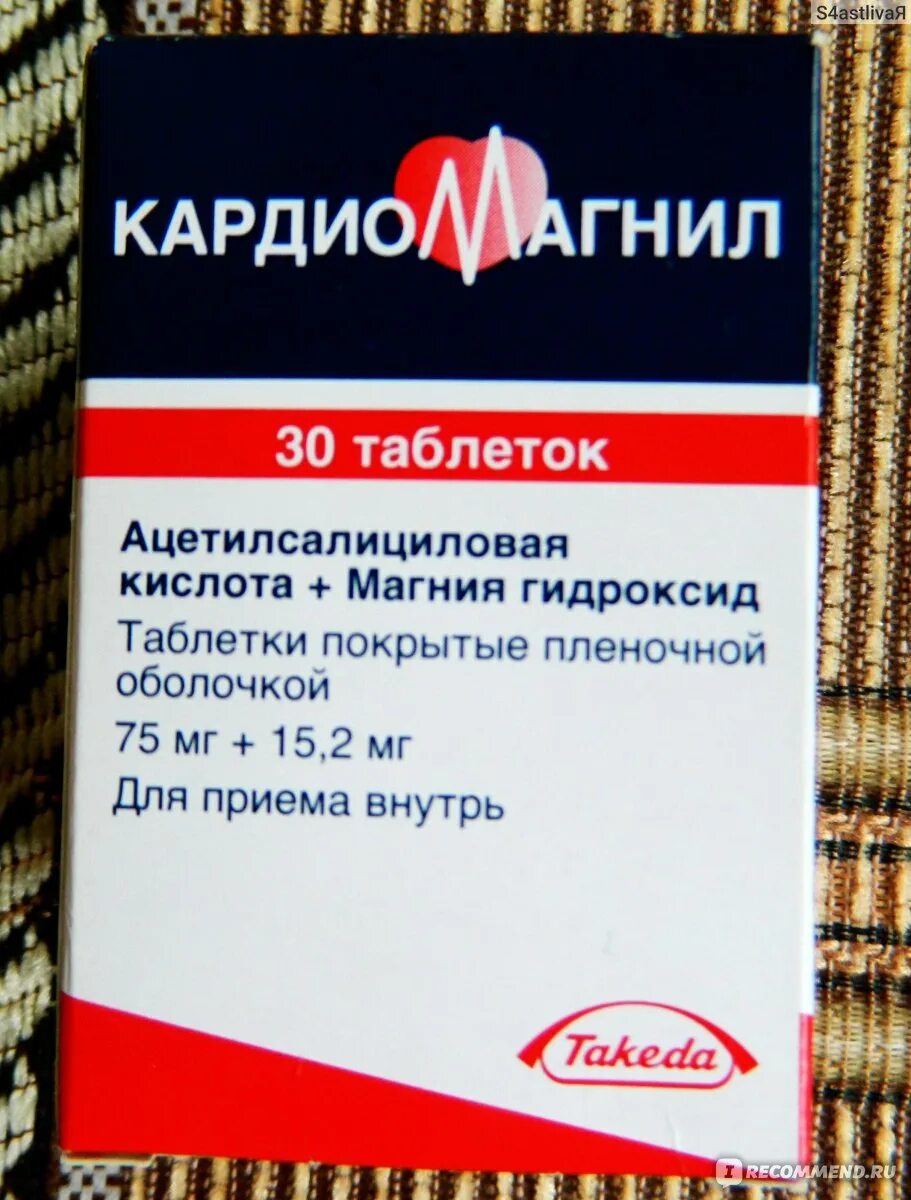 S4astlivaЯ
КАРДИОМАГНИЛ
30 таблеток
Ацетилсалициловая
кислота + Магния гидроксид
Таблетки покрытые пленочной
оболочкой
75 мг + 15,2 мг
Для приема внутрь
Takeda
I RECOMMEND.RU